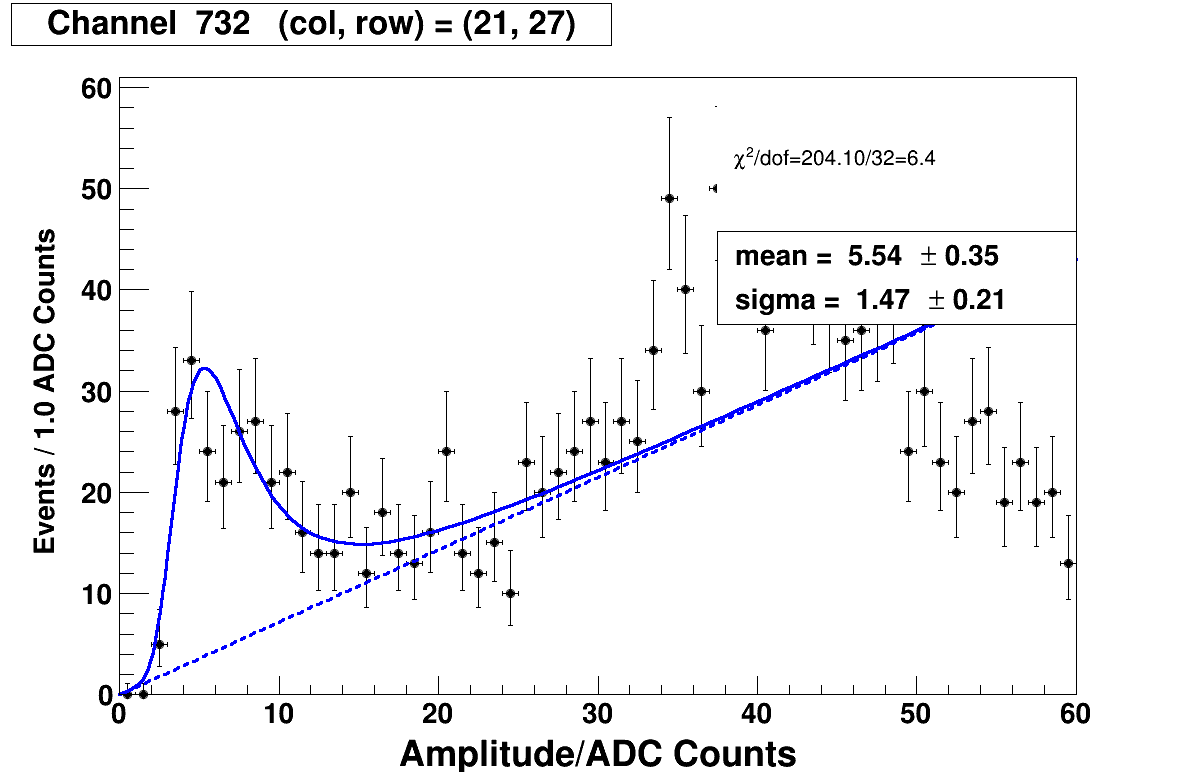 Channel 732 (col, row) = (21, 27)
60
50
40
30
20
10
0
Events / 1.0 ADC Counts
χ²/dof=204.10/32=6.4
mean = 5.54 ± 0.35
sigma = 1.47 ± 0.21
0 10 20 30 40 50 60
Amplitude/ADC Counts